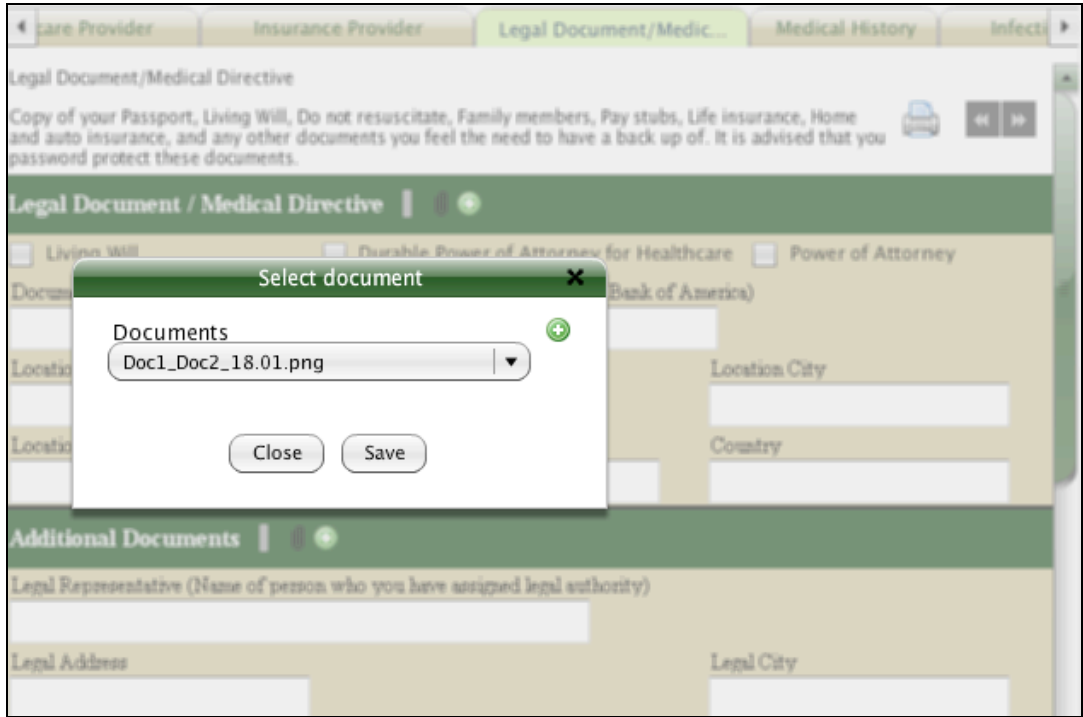 care Provider
Insurance Provider
Legal Document/Medic...
Medical History
Infecti
Legal Document/Medical Directive
Copy of your Passport, Living Will, Do not resuscitate, Family members, Pay stubs, Life insurance, Home
and auto insurance, and any other documents you feel the need to have a back up of. It is advised that you
password protect these documents.
Legal Document / Medical Directive
Living Will
Durable Power of Attorney for Healthcare
Power of Attorney
Select document
Docum
Bank of America)
Documents
Doc1_Doc2_18.01.png
Locatio
Location City
Close
Save
Locatio
Country
Additional Documents
Legal Representative (Name of person who you have assigned legal authority)
Legal Address
Legal City